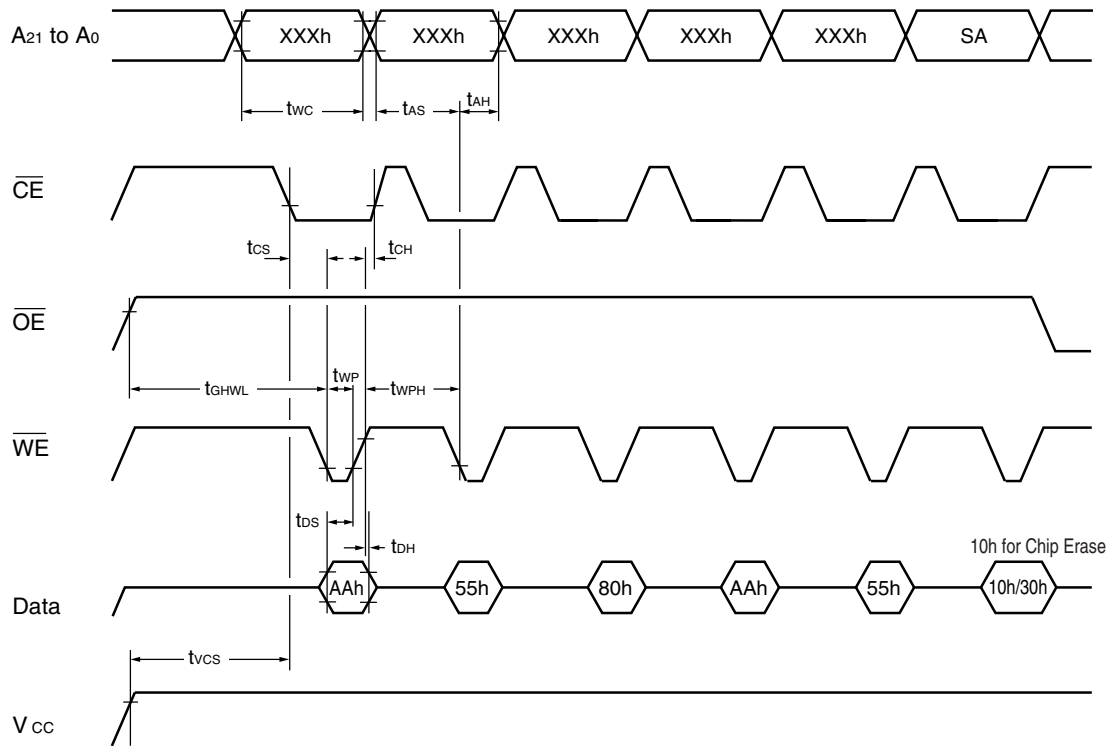 A21 to A0
XXXh XXXh XXXh XXXh XXXh SA
tWC tAS tAH
CE
tCS tCH
OE
tGHWL tWP tWPH
WE
tDS
tDH
10h for Chip Erase
Data
AAh 55h 80h AAh 55h 10h/30h
tVCS
VCC